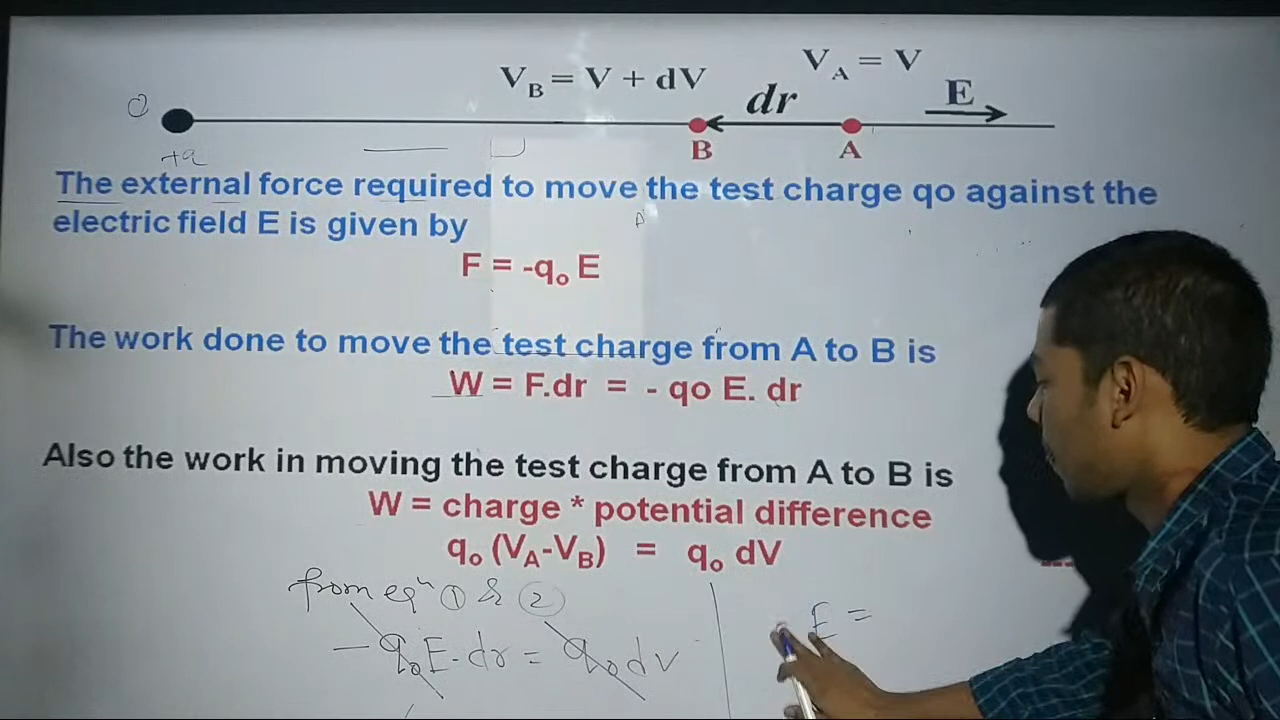 V_A = V
V_B = V + dV
dr
E
O
B
A
+q
The external force required to move the test charge qo against the
electric field E is given by
F = -q₀ E
The work done to move the test charge from A to B is
W = F.dr = - qo E. dr
Also the work in moving the test charge from A to B is
W = charge * potential difference
q₀ (V_A-V_B) = q₀ dV
from eqⁿ ① & ②
- q₀E.dr = q₀dv
E =